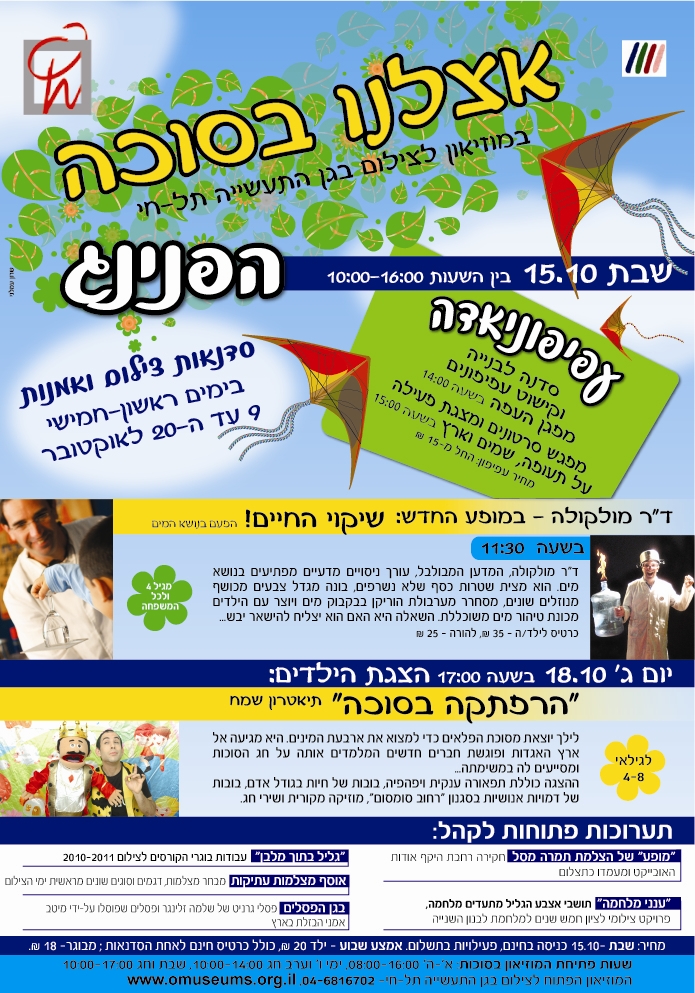 אצלנו בסוכה
במוזיאון לצילום בגן התעשייה תל-חי
הפנינג
שבת 15.10 בין השעות 10:00-16:00
עפיפוניאדה
סדנה לבנייה
וקישוט עפיפונים
מפגן העפה בשעה 14:00
מפגש סרטונים ומצגת פעילה
על תעופה, שמים וארץ בשעה 15:00
מחיר עפיפון: החל מ-15 ₪
סדנאות צילום ואמנות
בימים ראשון-חמישי
9 עד ה-20 לאוקטובר
ד"ר מולקולה - במופע החדש: שיקוי החיים! הפעם בנושא המים
בשעה 11:30
ד"ר מולקולה, המדען המבולבל, עורך ניסויים מדעיים מפתיעים בנושא
מים. הוא מצית שטרות כסף שלא נשרפים, בונה מגדל צבעים מכושף
מנוזלים שונים, מסחרר מערבולת הוריקן בבקבוק מים ויוצר עם הילדים
מכונת טיהור מים משוכללת. השאלה היא האם הוא יצליח להישאר יבש...
כרטיס לילד/ה - 35 ₪, להורה - 25 ₪
מגיל 4
ולכל
המשפחה
יום ג' 18.10 בשעה 17:00 הצגת הילדים:
"הרפתקה בסוכה" תיאטרון שמח
לילך יוצאת מסוכת הפלאים כדי למצוא את ארבעת המינים. היא מגיעה אל
ארץ האגדות ופוגשת חברים חדשים המלמדים אותה על חג הסוכות
ומסייעים לה במשימתה...
ההצגה כוללת תפאורה ענקית ויפהפיה, בובות של חיות בגודל אדם, בובות
של דמויות אנושיות בסגנון "רחוב סומסום", מוזיקה מקורית ושירי חג.
לגילאי
4-8
תערוכות פתוחות לקהל:
"מופע" של הצלמת תמרה מסל חקירה רחבת היקף אודות
האובייקט ומעמדו כתצלום
"ענני מלחמה" תושבי אצבע הגליל מתעדים מלחמה,
פרויקט צילומי לציון חמש שנים למלחמת לבנון השנייה
"גליל בתוך מלבן" עבודות בוגרי הקורסים לצילום 2010-2011
אוסף מצלמות עתיקות מבחר מצלמות, דגמים וסוגים שונים מראשית ימי הצילום
בגן הפסלים פסלי גרניט של שלמה זלינגר ופסלים שפוסלו על-ידי מיטב
אמני הבזלת בארץ
מחיר: שבת -15.10 כניסה בחינם, פעילויות בתשלום. אמצע שבוע - ילד 20 ₪, כולל כרטיס חינם לאחת הסדנאות; מבוגר- 18 ₪.
שעות פתיחת המוזיאון בסוכות: א'-ה' 08:00-16:00, ימי ו' וערב חג 10:00-14:00, שבת וחג 10:00-17:00
המוזיאון הפתוח לצילום בגן התעשייה תל-חי- 04-6816702, www.omuseums.org.il